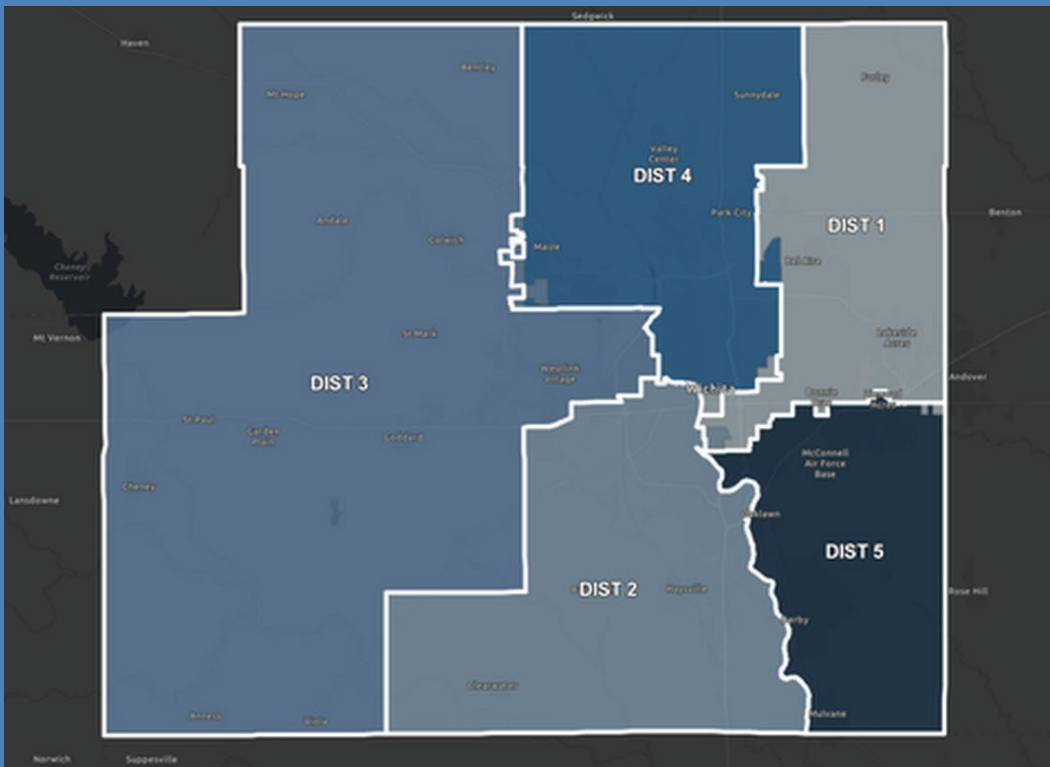 Sedgwick
Haven
Bentley
Furley
Mt Hope
Sunnydale
Valley
Center
DIST 4
Park City
Benton
Andale
DIST 1
Colwich
Maize
Bel Aire
Cheney
Reservoir
Mt Vernon
St Mark
Lakeside
Acres
Westlink
Village
Andover
DIST 3
Wichita
St Paul
Garden
Plain
Goddard
McConnell
Air Force
Base
Cheney
Lansdowne
Oaklawn
DIST 5
DIST 2
Haysville
Rose Hill
Derby
Clearwater
Anness
Viola
Mulvane
Norwich
Suppesville